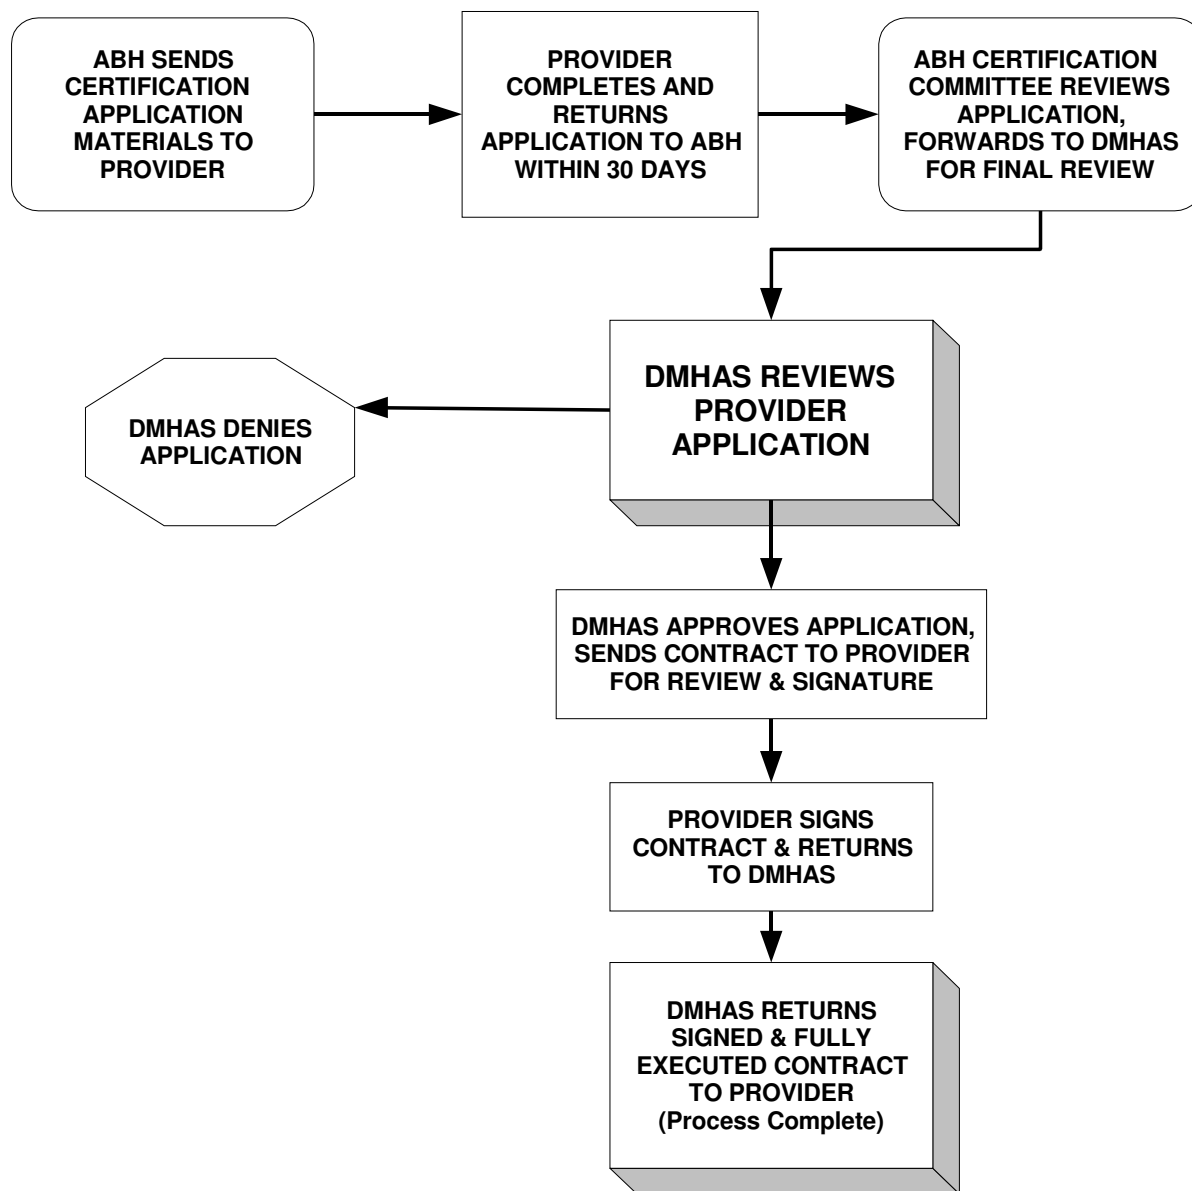 ABH SENDS
CERTIFICATION
APPLICATION
MATERIALS TO
PROVIDER
PROVIDER
COMPLETES AND
RETURNS
APPLICATION TO ABH
WITHIN 30 DAYS
ABH CERTIFICATION
COMMITTEE REVIEWS
APPLICATION,
FORWARDS TO DMHAS
FOR FINAL REVIEW
DMHAS REVIEWS
PROVIDER
APPLICATION
DMHAS DENIES
APPLICATION
DMHAS APPROVES APPLICATION,
SENDS CONTRACT TO PROVIDER
FOR REVIEW & SIGNATURE
PROVIDER SIGNS
CONTRACT & RETURNS
TO DMHAS
DMHAS RETURNS
SIGNED & FULLY
EXECUTED CONTRACT
TO PROVIDER
(Process Complete)